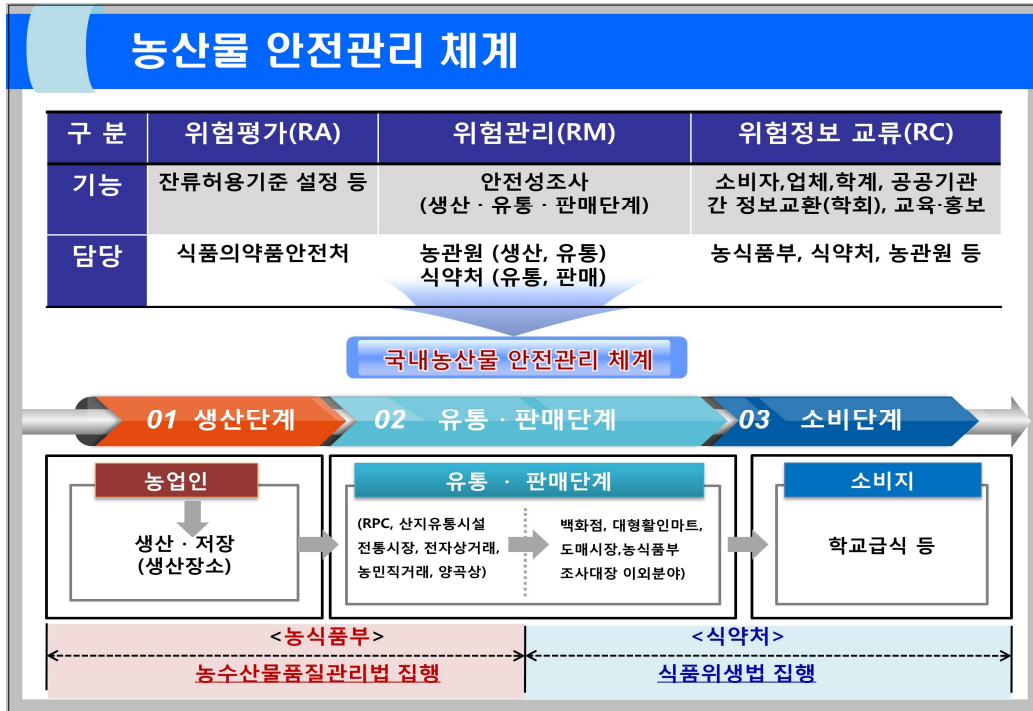 농산물 안전관리 체계
구 분 위험평가(RA) 위험관리(RM) 위험정보 교류(RC)
기능 잔류허용기준 설정 등 안전성조사 소비자,업체,학계, 공공기관
(생산 · 유통 · 판매단계) 간 정보교환(학회), 교육·홍보
담당 식품의약품안전처 농관원 (생산, 유통) 농식품부, 식약처, 농관원 등
식약처 (유통, 판매)
국내농산물 안전관리 체계
01 생산단계 02 유통 · 판매단계 03 소비단계
농업인
생산 · 저장
(생산장소)
유통 · 판매단계
(RPC, 산지유통시설
전통시장, 전자상거래,
농민직거래, 양곡상)
백화점, 대형활인마트,
도매시장,농식품부
조사대장 이외분야)
소비지
학교급식 등
<농식품부> <식약처>
농수산물품질관리법 집행 식품위생법 집행